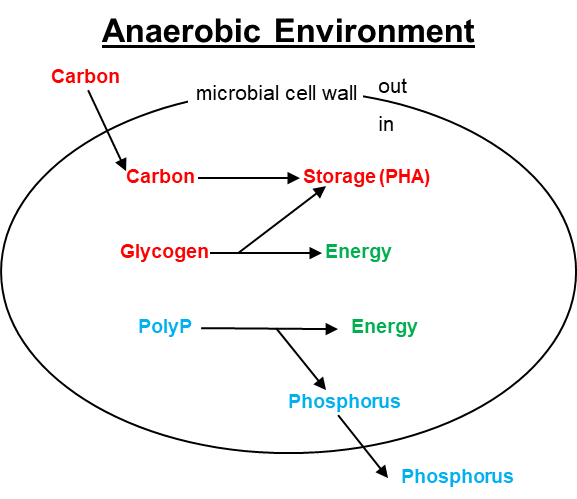 Anaerobic Environment
Carbon
microbial cell wall
out
in
Carbon
Storage (PHA)
Glycogen
Energy
PolyP
Energy
Phosphorus
Phosphorus